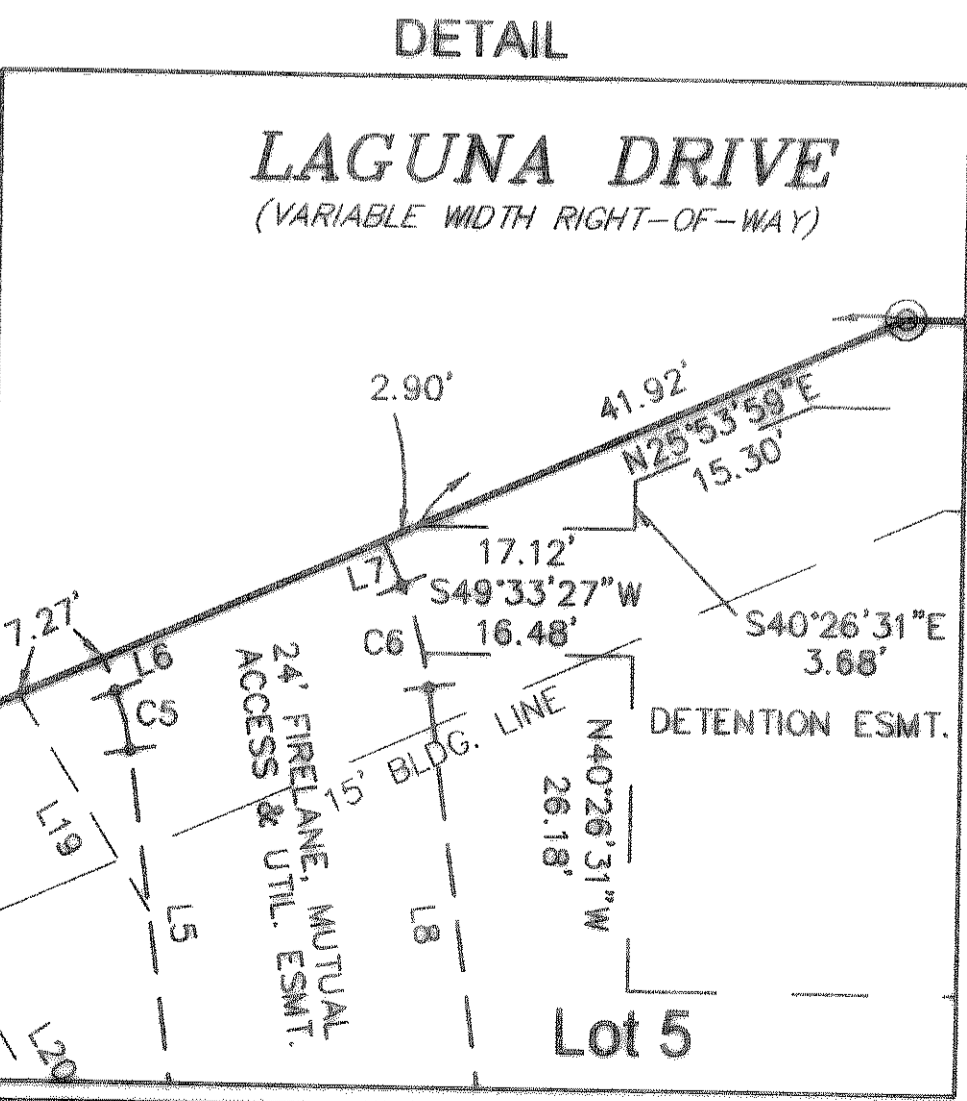 DETAIL
LAGUNA DRIVE
(VARIABLE WIDTH RIGHT-OF-WAY)
2.90'
41.92'
N25°53'59"E
15.30'
17.12'
L7
S49°33'27"W
16.48'
S40°26'31"E
3.68'
7.27'
L6
C6
C5
24' FIRELANE, MUTUAL
ACCESS & UTIL. ESMT.
15' BLDG. LINE
DETENTION ESMT.
N40°26'31"W
26.18'
L19
L5
L8
L20
Lot 5